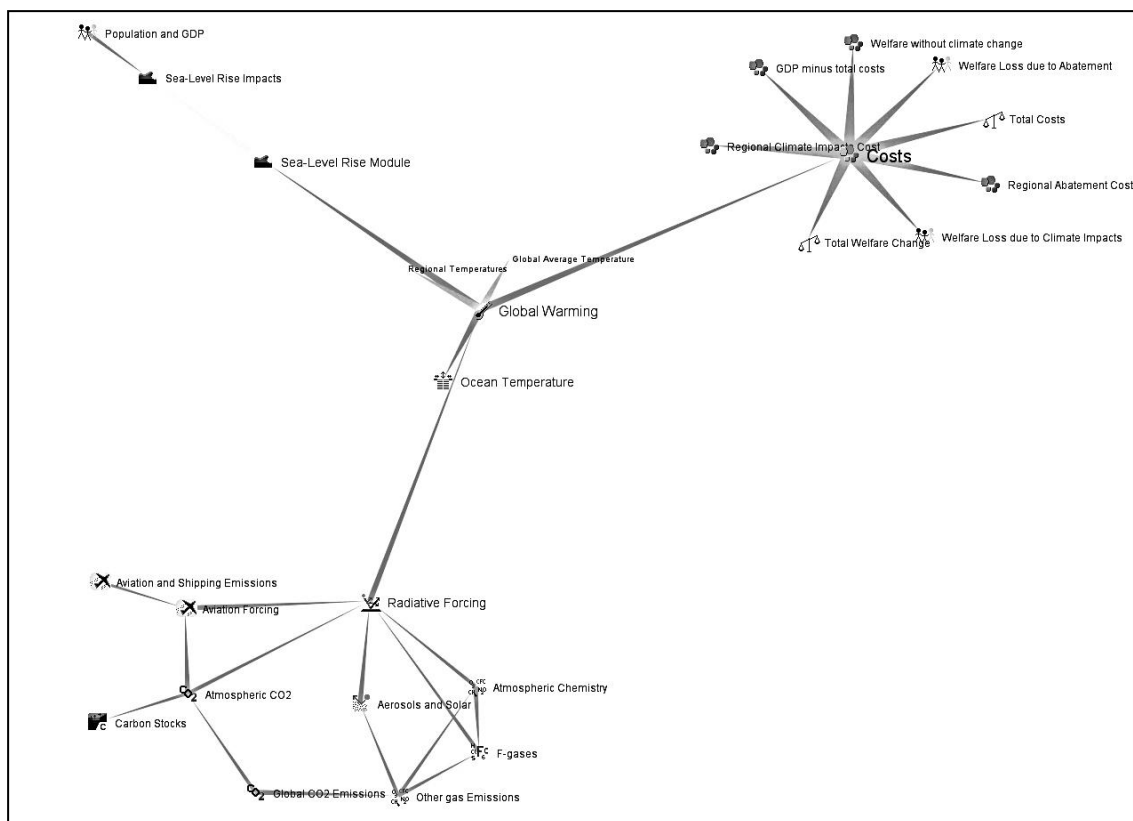 Population and GDP
Sea-Level Rise Impacts
Sea-Level Rise Module
Welfare without climate change
GDP minus total costs
Welfare Loss due to Abatement
Total Costs
Regional Climate Impacts Cost
Costs
Regional Abatement Cost
Welfare Loss due to Climate Impacts
Total Welfare Change
Global Average Temperature
Regional Temperatures
Global Warming
Ocean Temperature
Aviation and Shipping Emissions
Radiative Forcing
Aviation Forcing
Atmospheric CO2
Atmospheric Chemistry
Aerosols and Solar
Carbon Stocks
F-gases
Global CO2 Emissions
Other gas Emissions